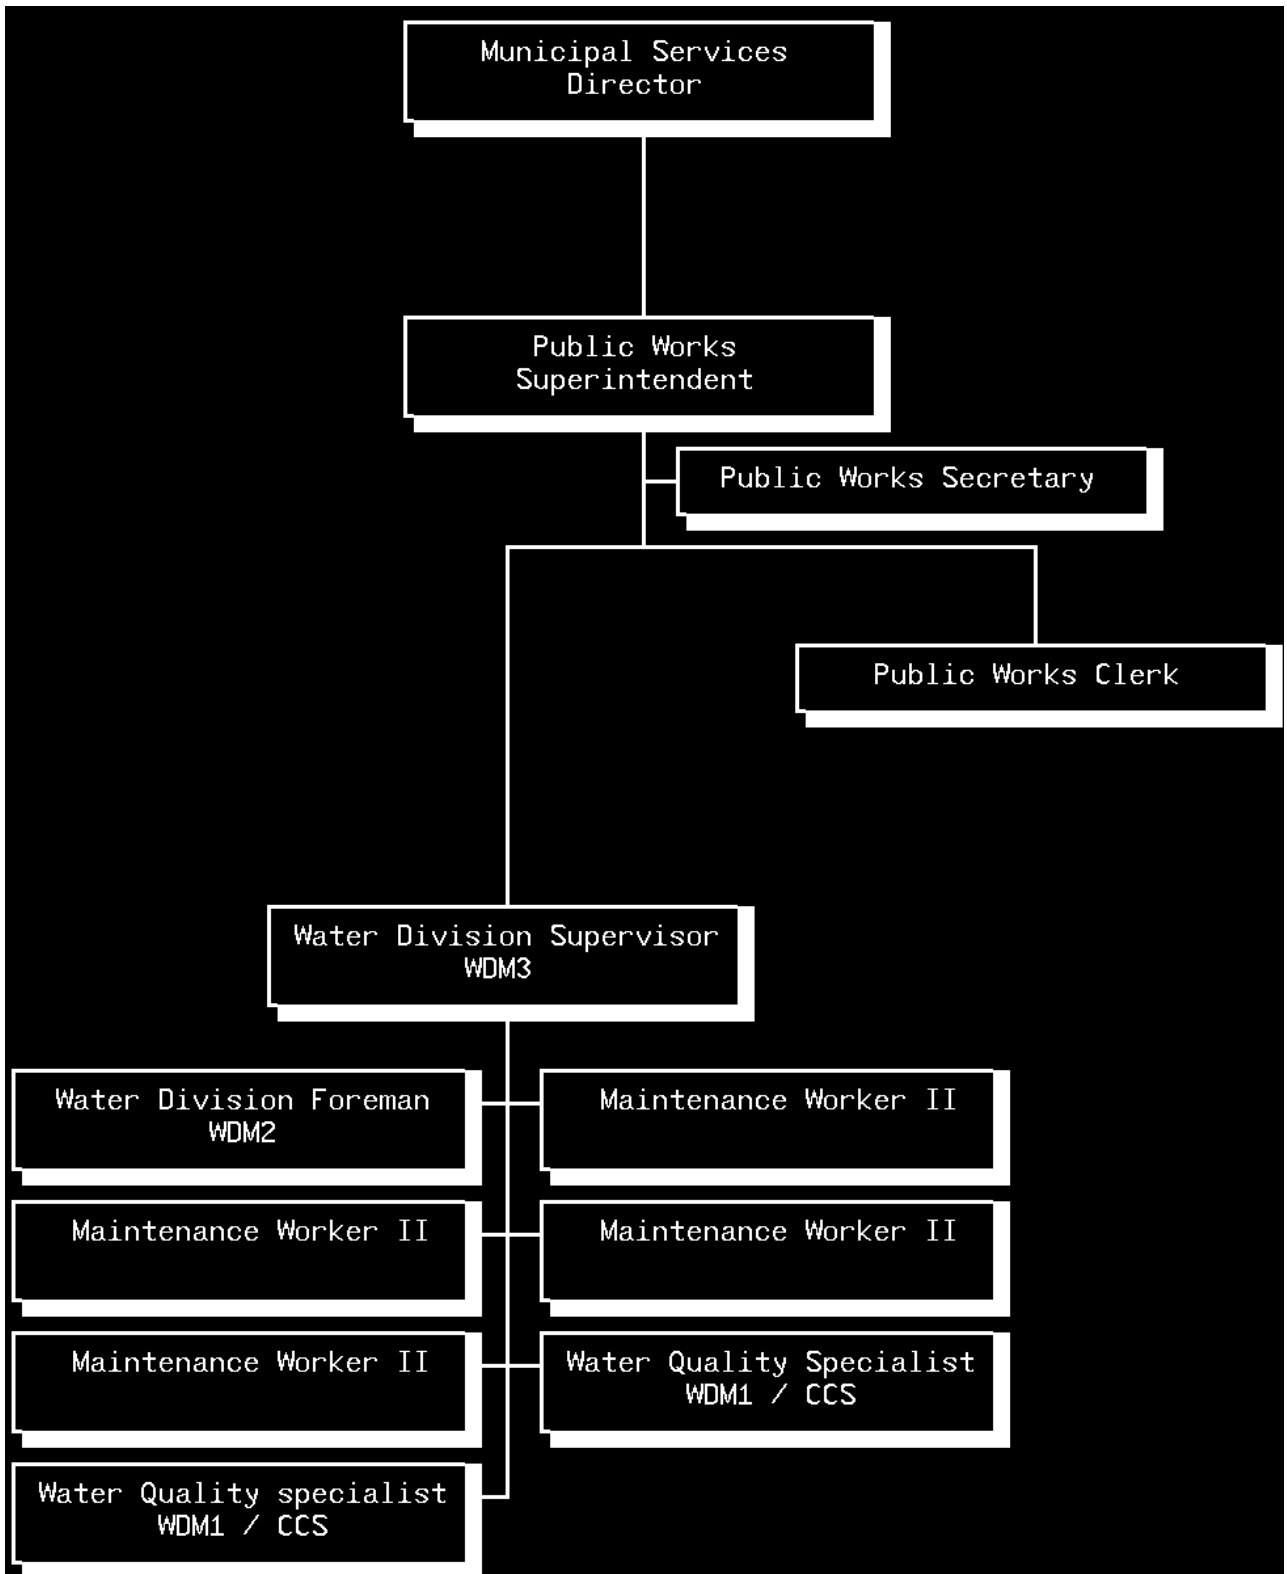 Municipal Services
Director
Public Works
Superintendent
Public Works Secretary
Public Works Clerk
Water Division Supervisor
WDM3
Water Division Foreman
WDM2
Maintenance Worker II
Maintenance Worker II
Maintenance Worker II
Maintenance Worker II
Water Quality Specialist
WDM1 / CCS
Water Quality specialist
WDM1 / CCS